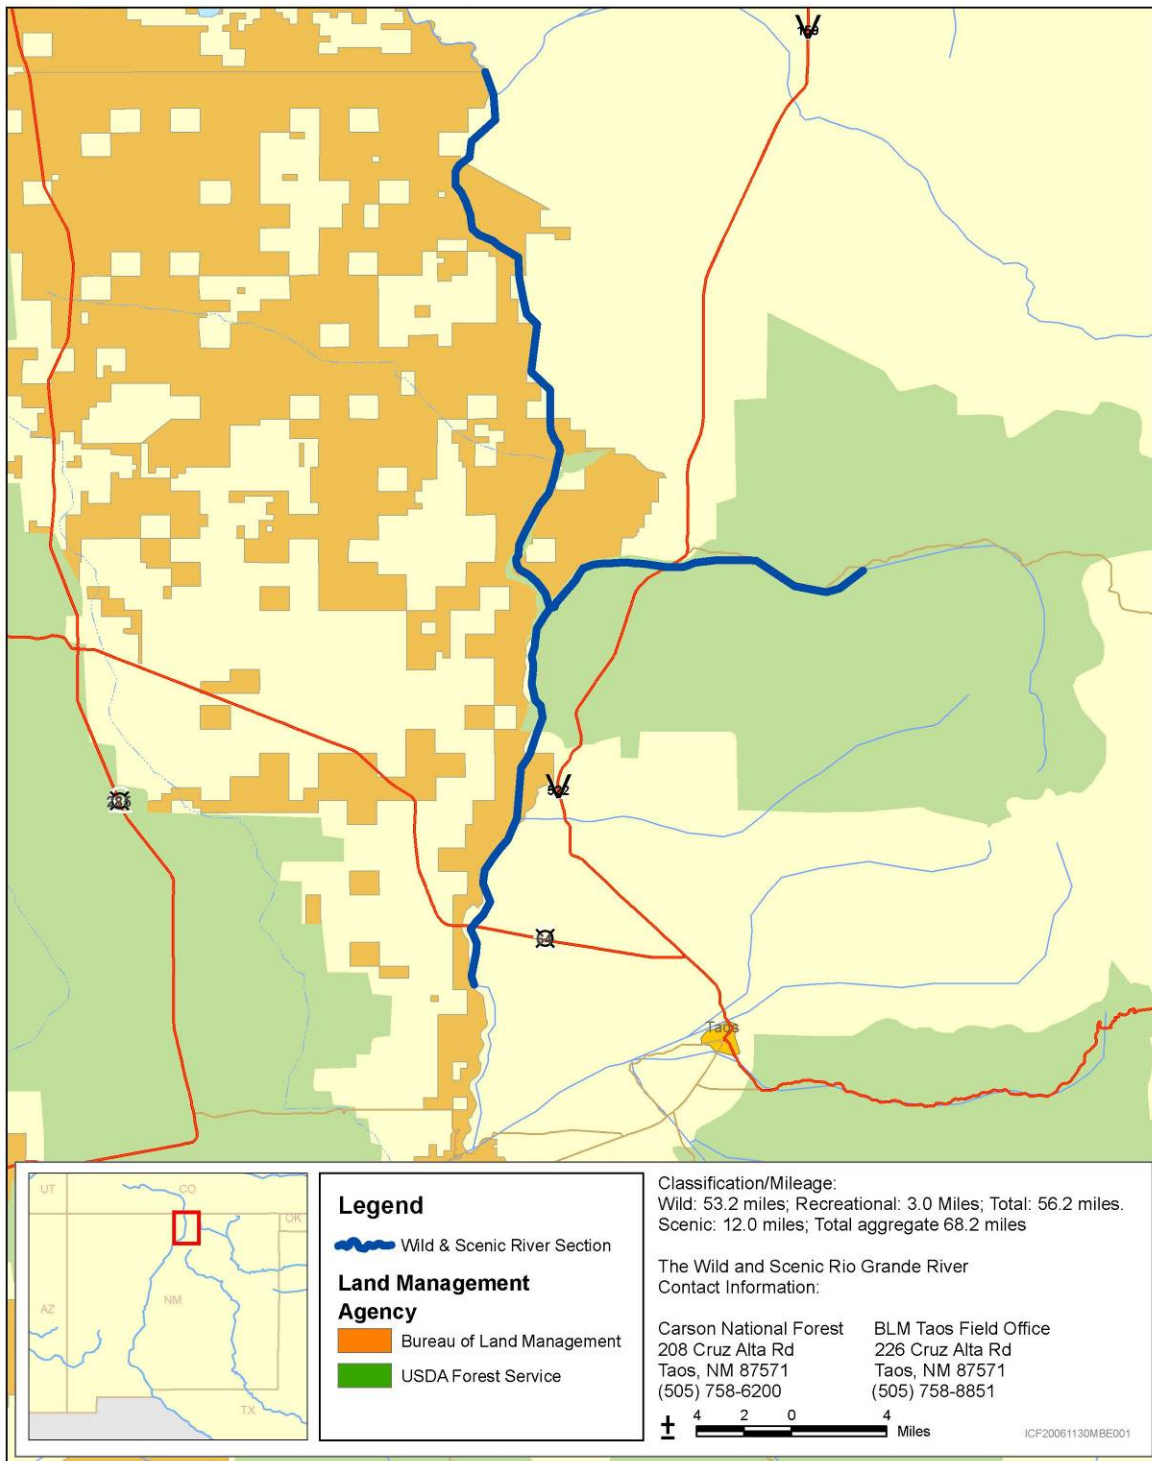 159
522
64
Taos
UT
CO
OK
AZ
NM
TX
Legend
Wild & Scenic River Section
Land Management
Agency
Bureau of Land Management
USDA Forest Service
Classification/Mileage:
Wild: 53.2 miles; Recreational: 3.0 Miles; Total: 56.2 miles.
Scenic: 12.0 miles; Total aggregate 68.2 miles
The Wild and Scenic Rio Grande River
Contact Information:
Carson National Forest
208 Cruz Alta Rd
Taos, NM 87571
(505) 758-6200
BLM Taos Field Office
226 Cruz Alta Rd
Taos, NM 87571
(505) 758-8851
4 2 0 4
Miles
ICF20061130MBE001